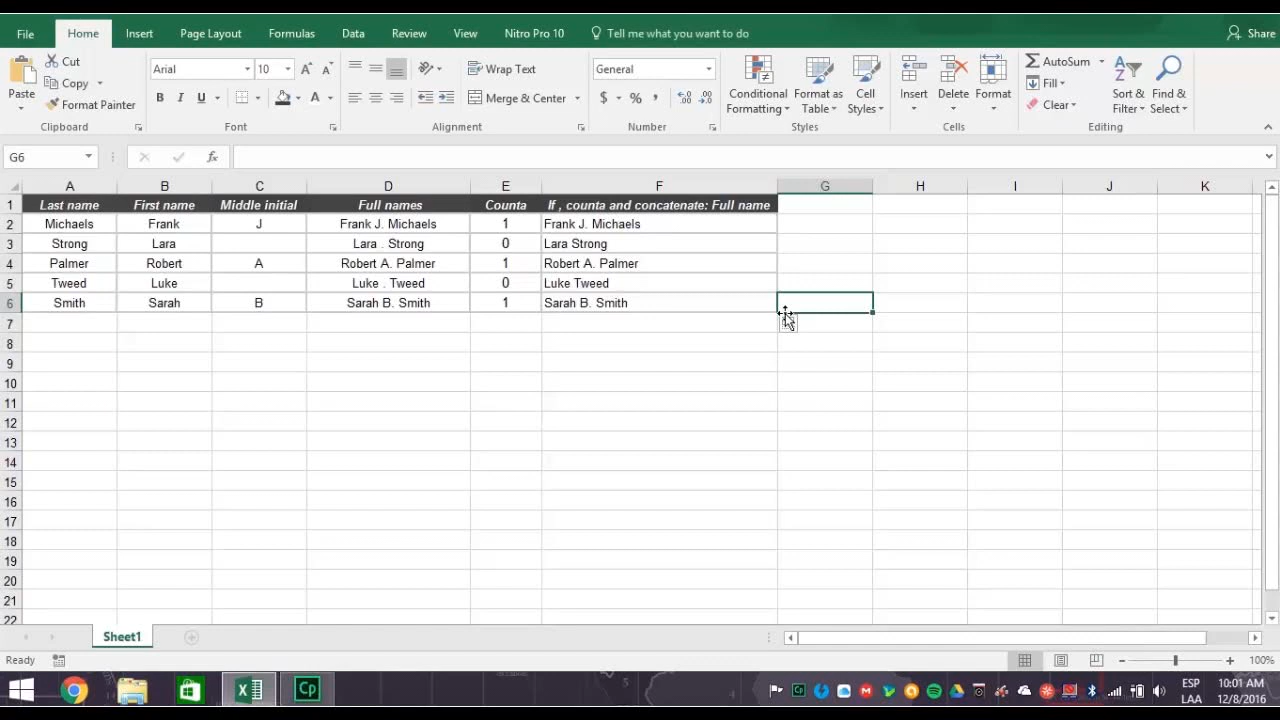 File Home Insert Page Layout Formulas Data Review View Nitro Pro 10 Tell me what you want to do Share
Cut Arial 10 Wrap Text General AutoSum
Copy Fill
Paste Format Painter B I U Merge & Center $ % , Conditional Formatting Format as Table Cell Styles Insert Delete Format Clear Sort & Filter Find & Select
Clipboard Font Alignment Number Styles Cells Editing
G6 fx
A B C D E F G H I J K
1 Last name First name Middle initial Full names Counta If , counta and concatenate: Full name
2 Michaels Frank J Frank J. Michaels 1 Frank J. Michaels
3 Strong Lara Lara . Strong 0 Lara Strong
4 Palmer Robert A Robert A. Palmer 1 Robert A. Palmer
5 Tweed Luke Luke . Tweed 0 Luke Tweed
6 Smith Sarah B Sarah B. Smith 1 Sarah B. Smith
7
8
9
10
11
12
13
14
15
16
17
18
19
20
21
22
Sheet1
Ready 100%
Cp Cp ESP 10:01 AM
LAA 12/8/2016